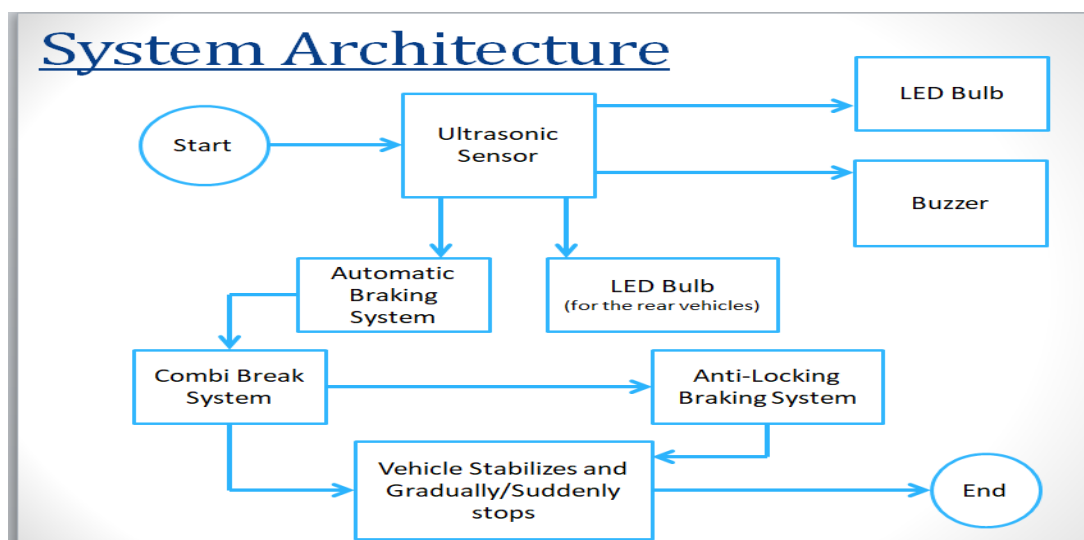 System Architecture
Start
Ultrasonic
Sensor
LED Bulb
Buzzer
Automatic
Braking
System
LED Bulb
(for the rear vehicles)
Combi Break
System
Anti-Locking
Braking System
Vehicle Stabilizes and
Gradually/Suddenly
stops
End